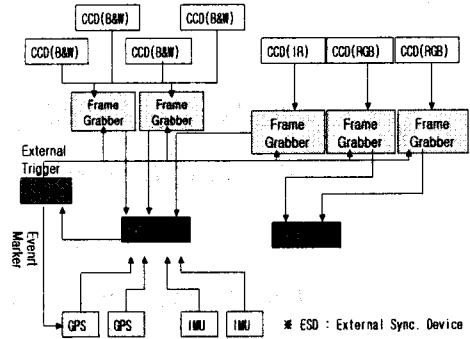 CCD(B&W)
CCD(B&W)
CCD(B&W)
CCD(B&W)
CCD(IR)
CCD(RGB)
CCD(RGB)
Frame
Grabber
Frame
Grabber
Frame
Grabber
Frame
Grabber
Frame
Grabber
External
Trigger
Evenrt
Marker
GPS
GPS
IMU
IMU
※ ESD : External Sync. Device